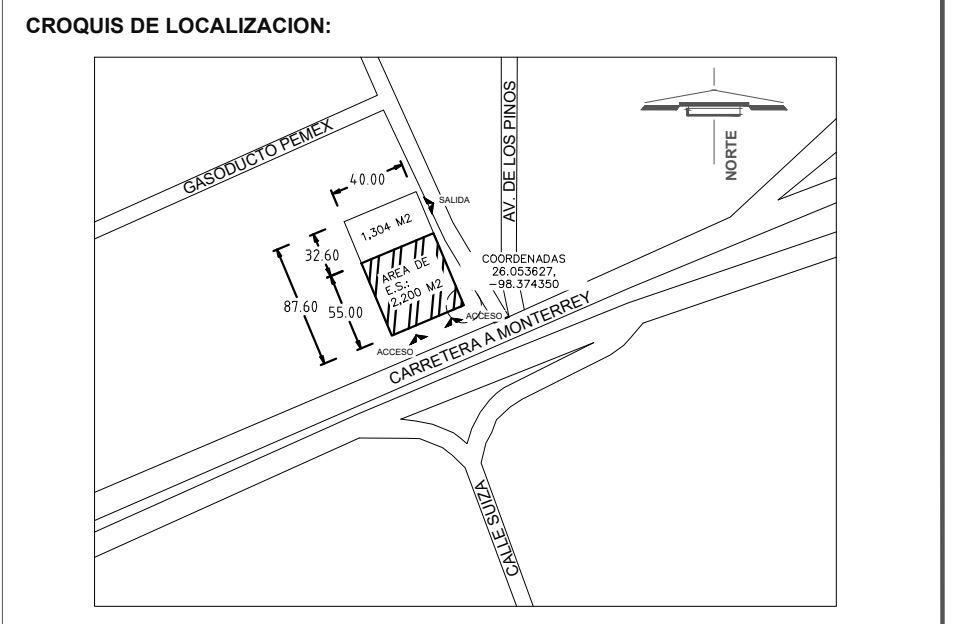 CROQUIS DE LOCALIZACION:
GASODUCTO PEMEX
AV. DE LOS PINOS
NORTE
40.00
SALIDA
1,304 M2
32.60
87.60
55.00
AREA DE
E.S.:
2,200 M2
COORDENADAS
26.053627,
-98.374350
ACCESO
ACCESO
CARRETERA A MONTERREY
CALLE SUIZA